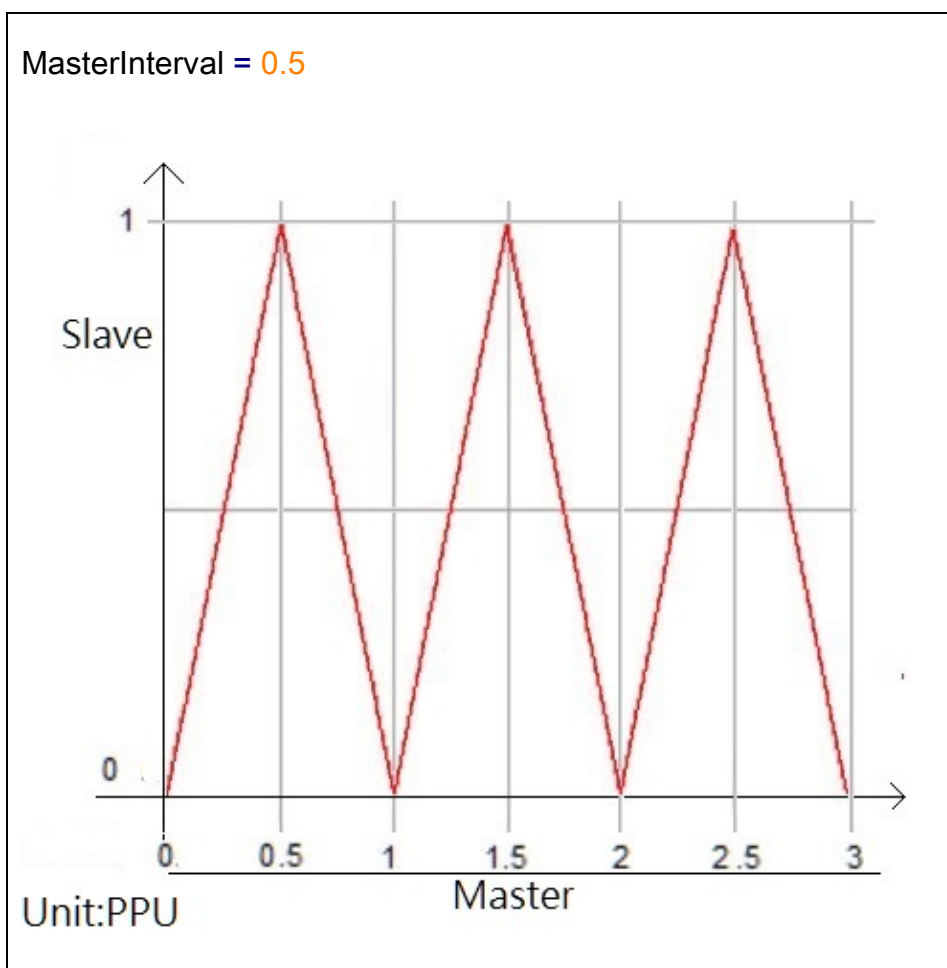 MasterInterval = 0.5
1
Slave
0
0. 0.5 1 1.5 2 2.5 3
Master
Unit:PPU